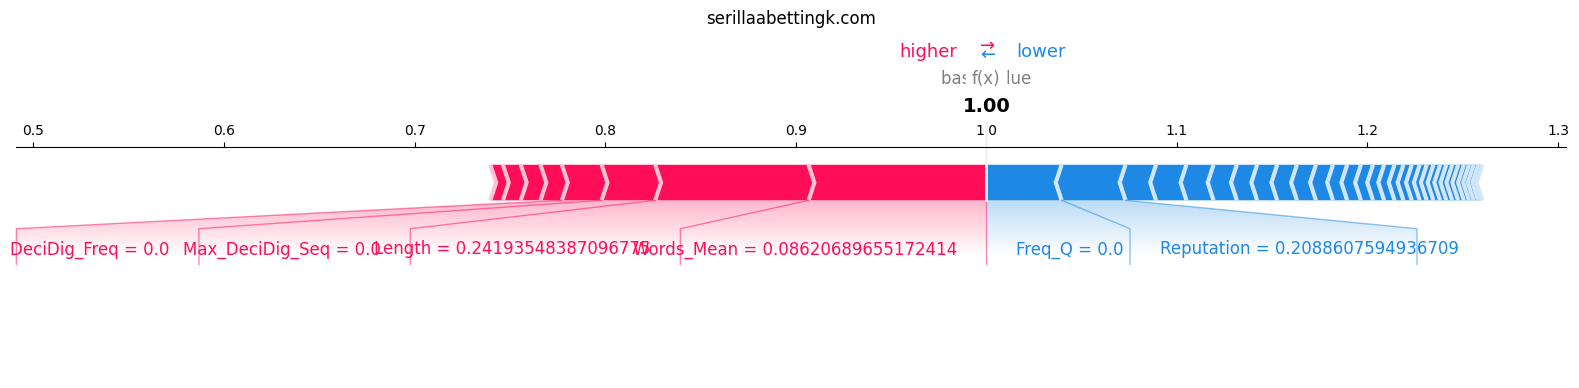 serillaabettingk.com
higher ⇄ lower
bas f(x) lue
1.00
0.5 0.6 0.7 0.8 0.9 1 0 1.1 1.2 1.3
DeciDig_Freq = 0.0 Max_DeciDig_Seq = 0.0 Length = 0.24193548387096775 Words_Mean = 0.08620689655172414 Freq_Q = 0.0 Reputation = 0.2088607594936709